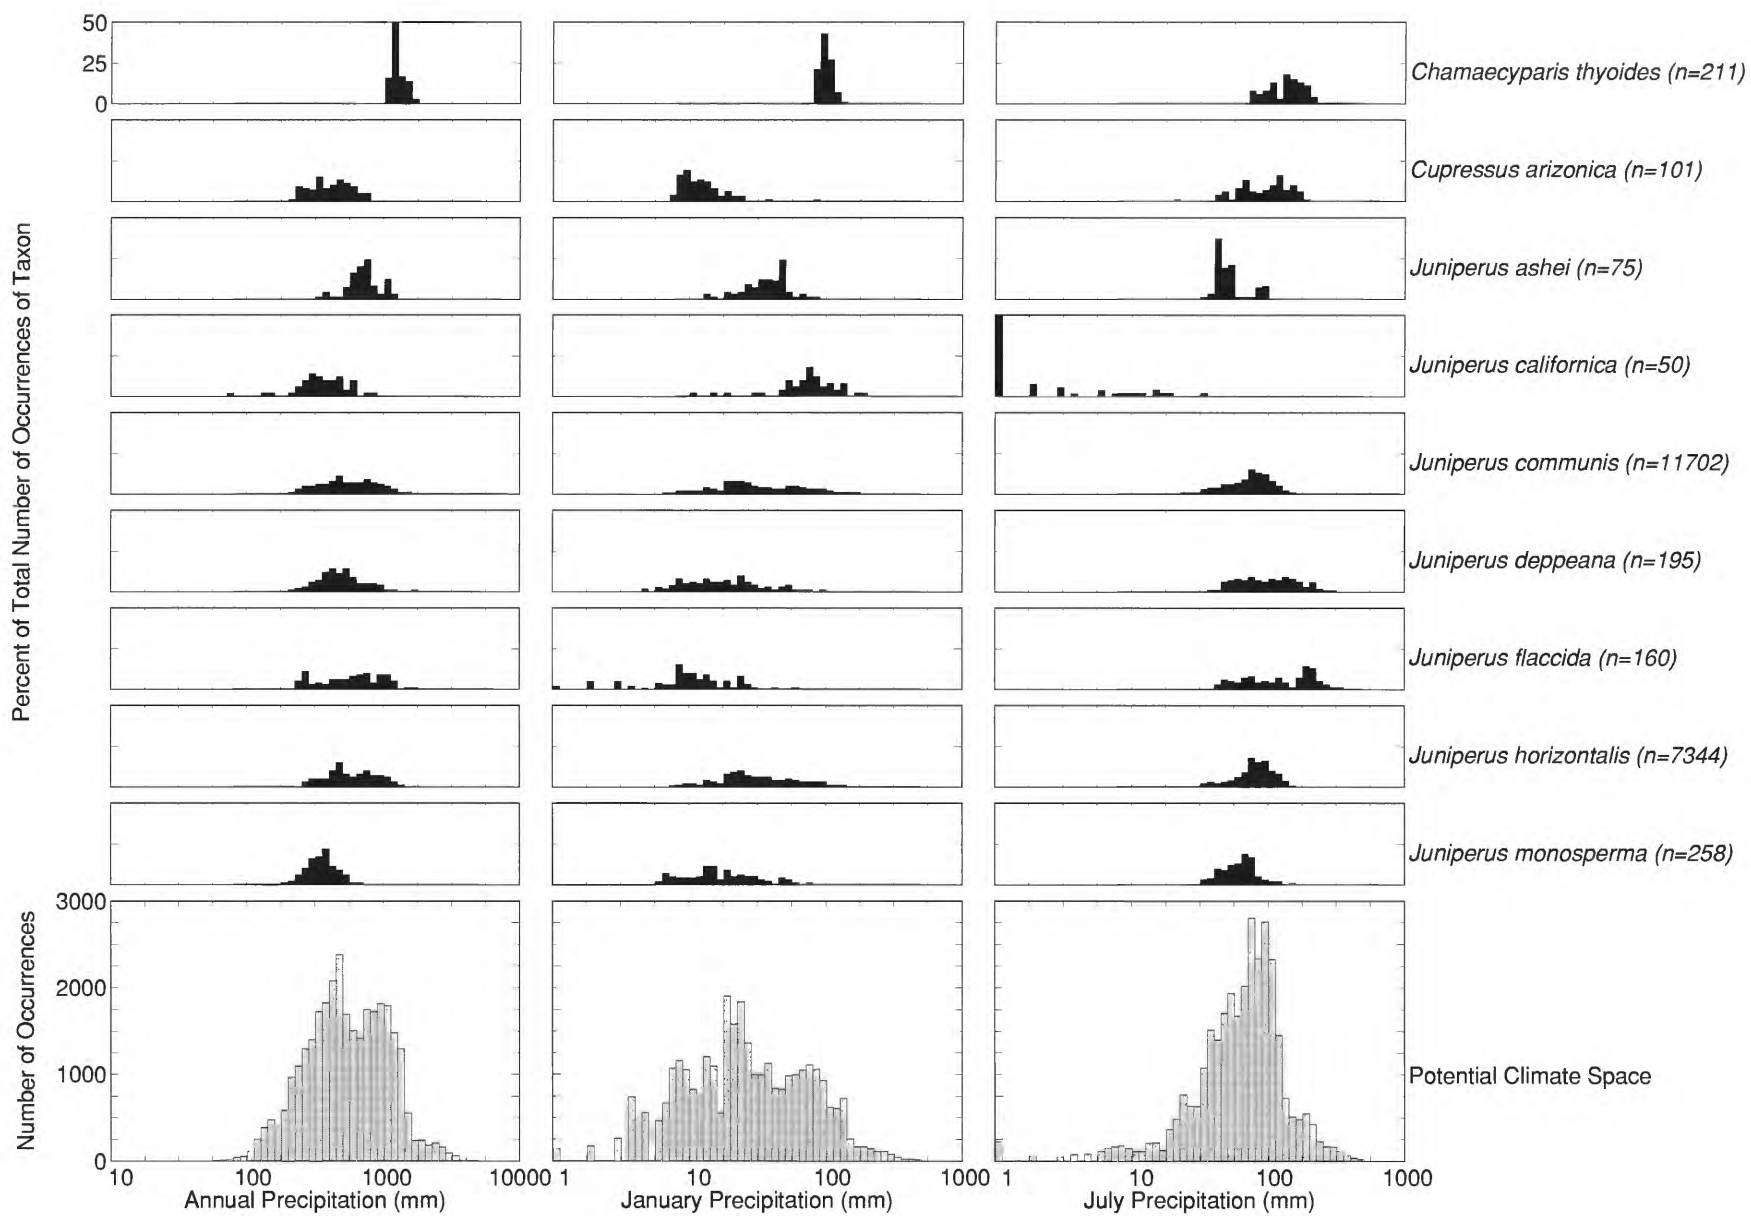 50
25
0
Chamaecyparis thyoides (n=211)
Cupressus arizonica (n=101)
Juniperus ashei (n=75)
Juniperus californica (n=50)
Juniperus communis (n=11702)
Juniperus deppeana (n=195)
Juniperus flaccida (n=160)
Juniperus horizontalis (n=7344)
Juniperus monosperma (n=258)
Percent of Total Number of Occurrences of Taxon
3000
2000
1000
0
Number of Occurrences
Potential Climate Space
10 100 1000 10000
1 10 100 1000
1 10 100 1000
Annual Precipitation (mm)
January Precipitation (mm)
July Precipitation (mm)